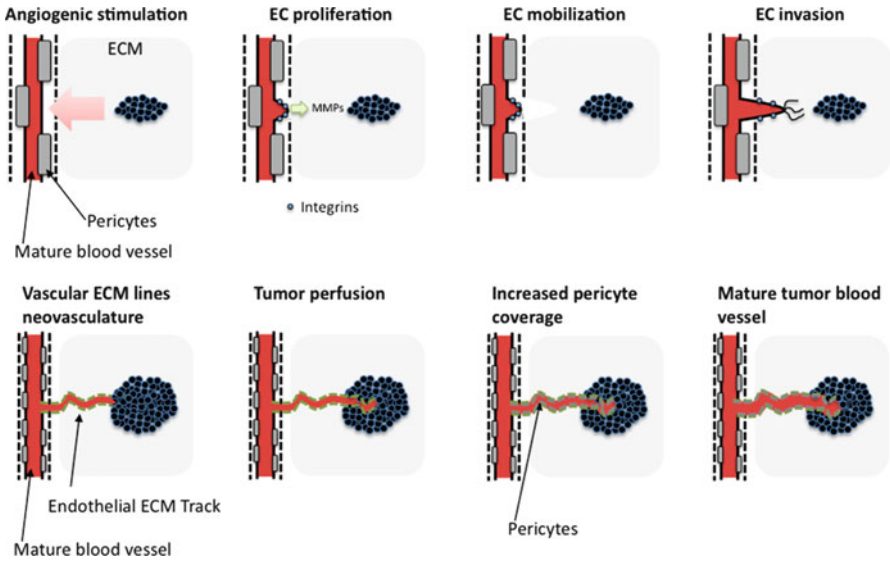 Angiogenic stimulation
EC proliferation
EC mobilization
EC invasion
ECM
MMPs
Integrins
Pericytes
Mature blood vessel
Vascular ECM lines
neovasculature
Tumor perfusion
Increased pericyte
coverage
Mature tumor blood
vessel
Endothelial ECM Track
Pericytes
Mature blood vessel